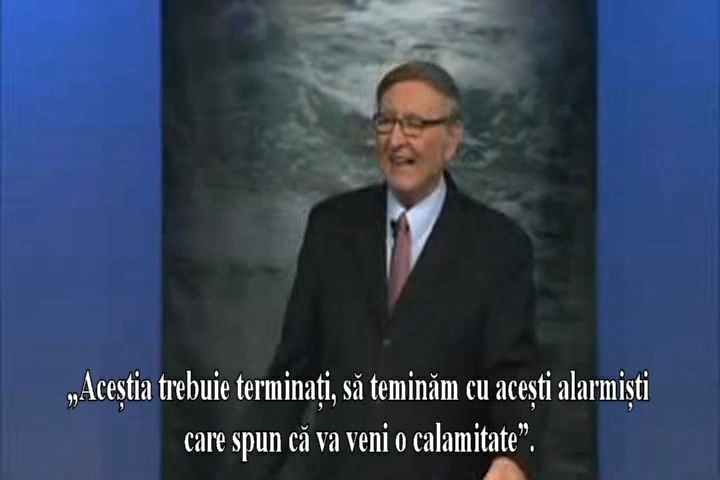 „Aceștia trebuie terminați, să teminăm cu acești alarmiști
care spun că va veni o calamitate”.